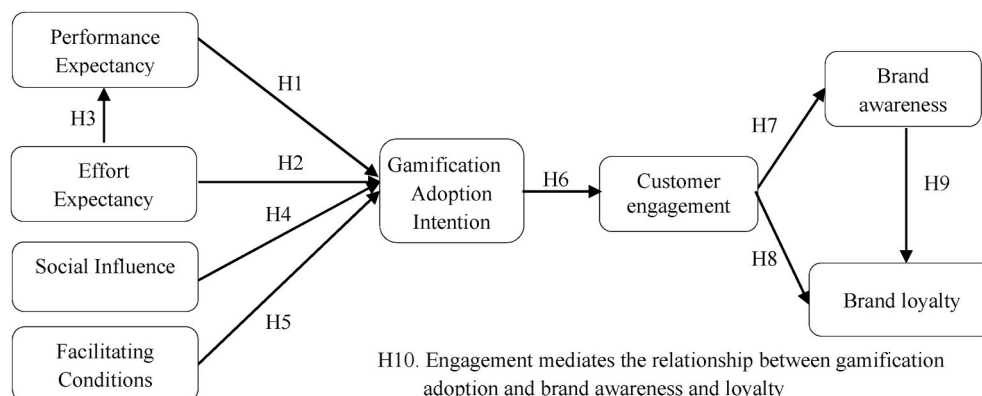 Performance
Expectancy
H1
H3
Effort
Expectancy
H2
H4
Social Influence
H5
Facilitating
Conditions
Gamification
Adoption
Intention
H6
Customer
engagement
H7
Brand
awareness
H9
H8
Brand loyalty
H10. Engagement mediates the relationship between gamification
adoption and brand awareness and loyalty